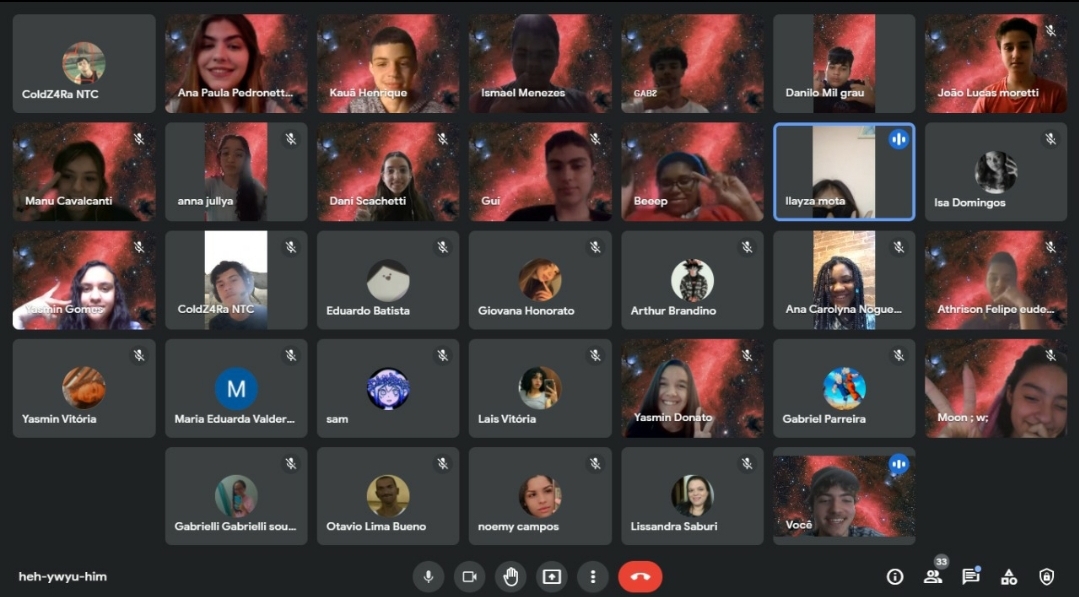 ColdZ4Ra NTC
Ana Paula Pedronett...
Kauã Henrique
Ismael Menezes
GABZ
Danilo Mil grau
João Lucas moretti
Manu Cavalcanti
anna jullya
Dani Scachetti
Gui
Beeep
Ilayza mota
Isa Domingos
Yasmin Gomes
ColdZ4Ra NTC
Eduardo Batista
Giovana Honorato
Arthur Brandino
Ana Carolyna Nogue...
Athrison Felipe eude...
Yasmin Vitória
M
Maria Eduarda Valder...
sam
Lais Vitória
Yasmin Donato
Gabriel Parreira
Moon ; w;
Gabrielli Gabrielli sou...
Otavio Lima Bueno
noemy campos
Lissandra Saburi
Você
heh-ywyu-him
33